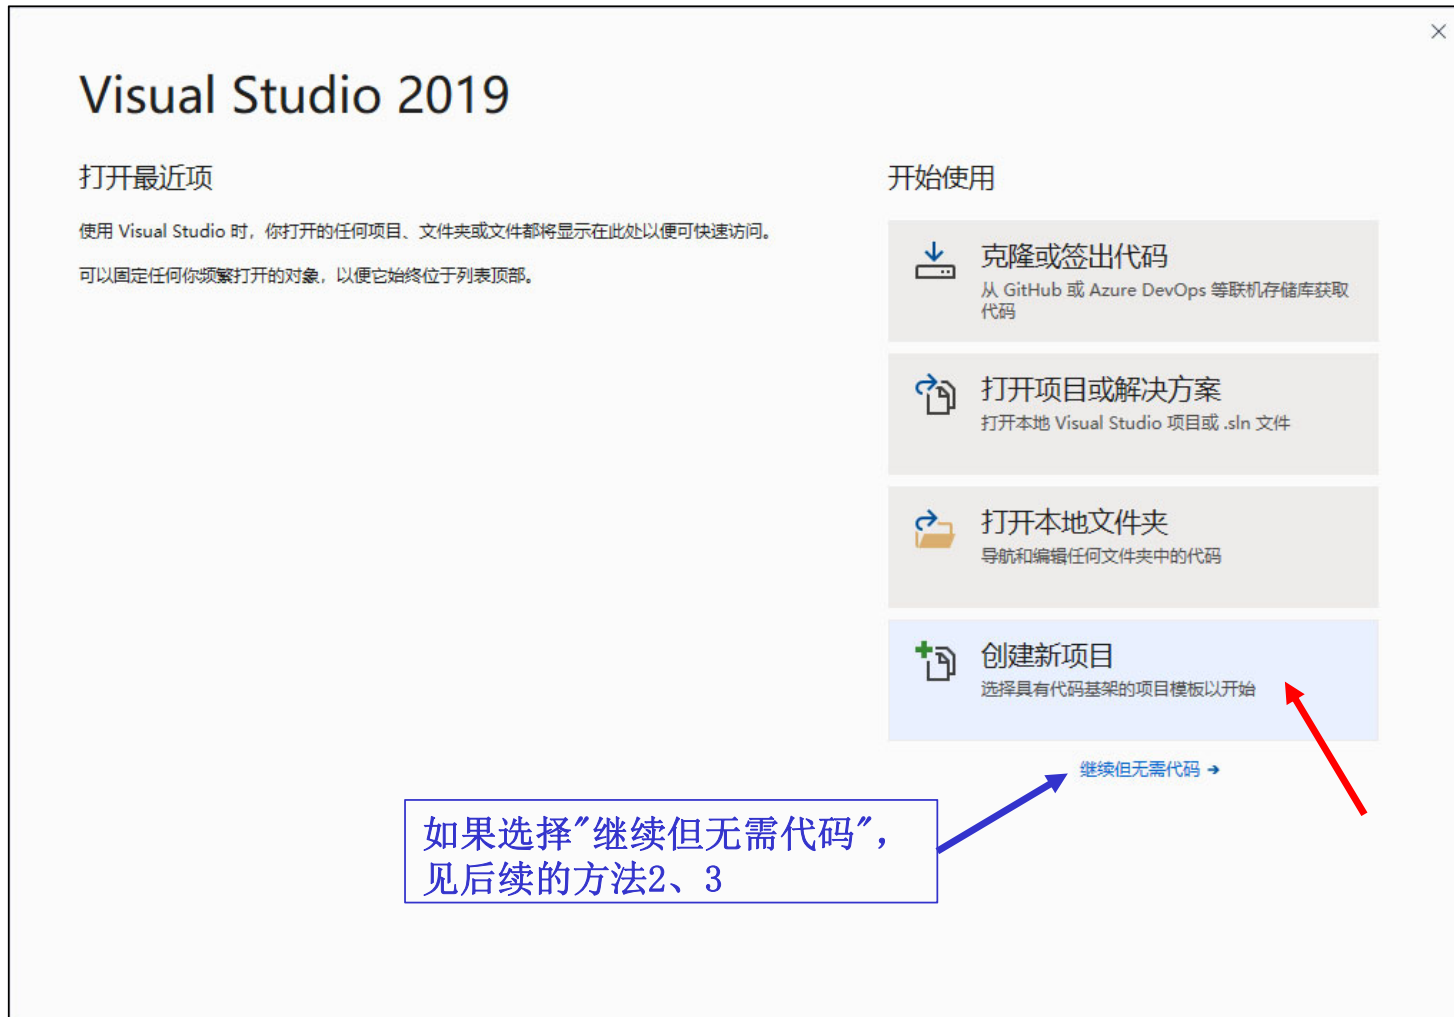 Visual Studio 2019
打开最近项
使用 Visual Studio 时，你打开的任何项目、文件夹或文件都将显示在此处以便可快速访问。
可以固定任何你频繁打开的对象，以便它始终位于列表顶部。
开始使用
克隆或签出代码
从 GitHub 或 Azure DevOps 等联机存储库获取
代码
打开项目或解决方案
打开本地 Visual Studio 项目或 .sln 文件
打开本地文件夹
导航和编辑任何文件夹中的代码
创建新项目
选择具有代码基架的项目模板以开始
继续但无需代码 →
如果选择"继续但无需代码"，
见后续的方法2、3